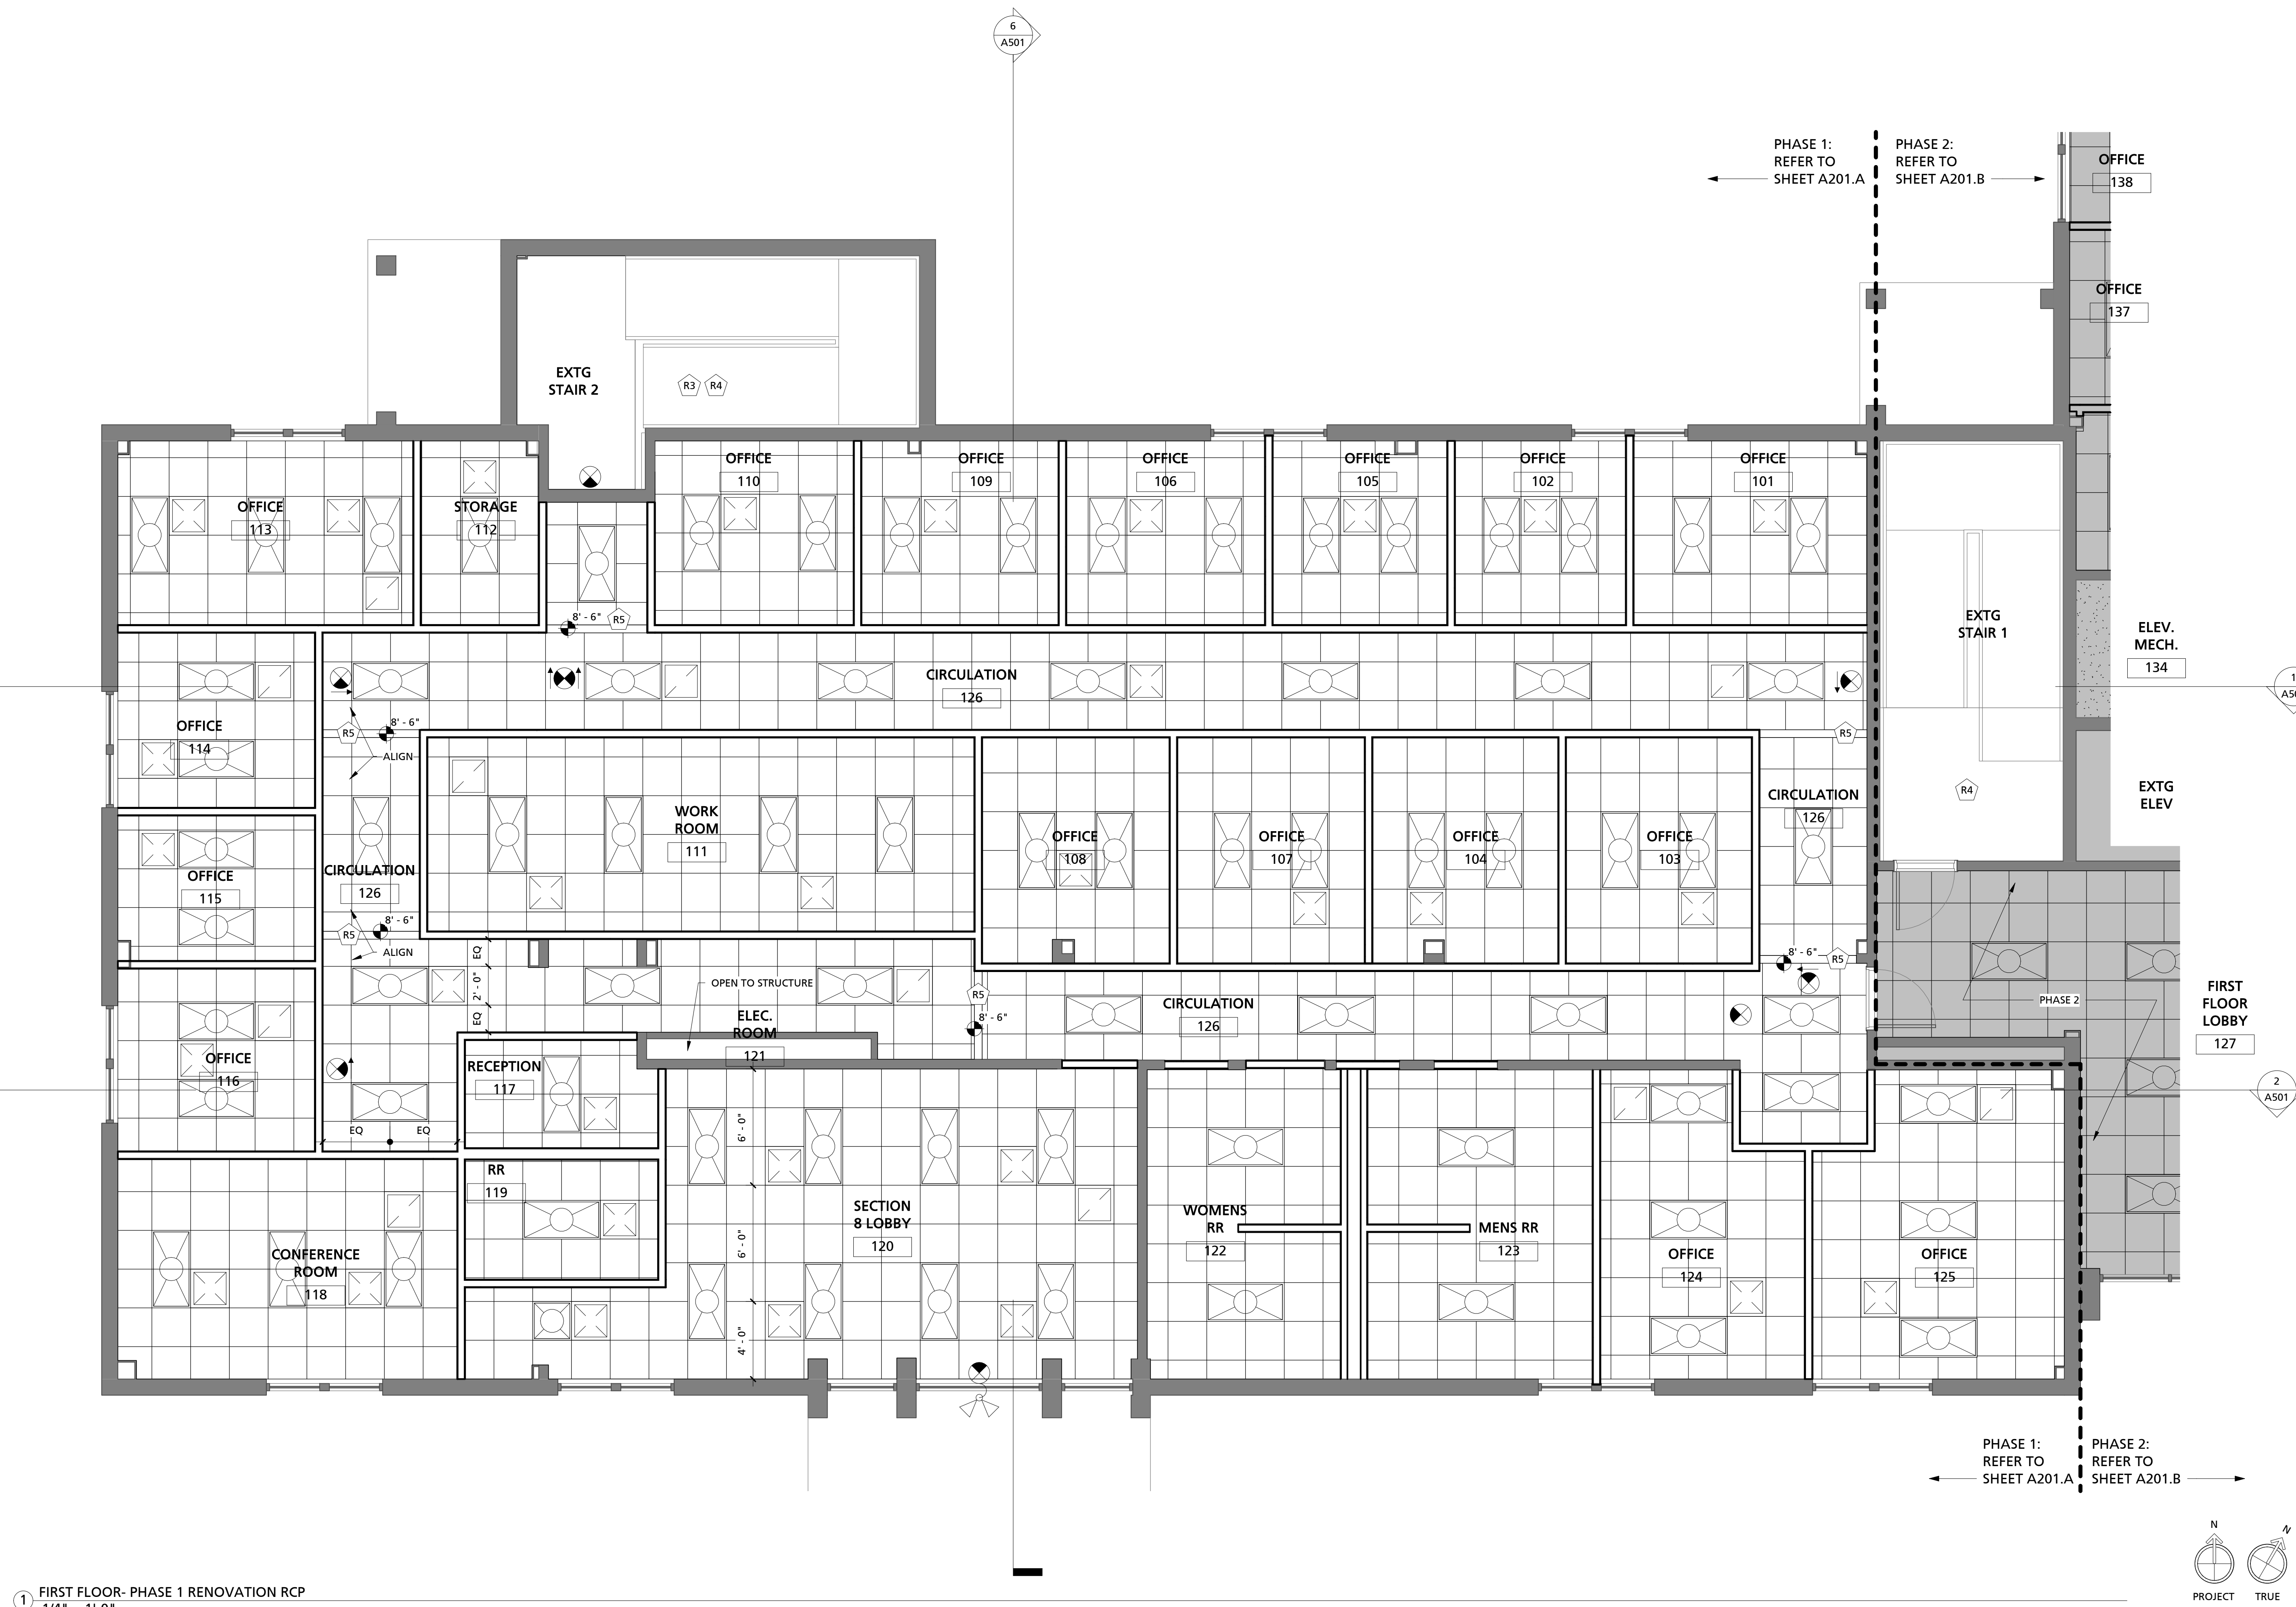 6
A501
PHASE 1:
REFER TO
SHEET A201.A
PHASE 2:
REFER TO
SHEET A201.B
OFFICE
138
OFFICE
137
EXTG
STAIR 2
R3
R4
OFFICE
113
STORAGE
112
OFFICE
110
OFFICE
109
OFFICE
106
OFFICE
105
OFFICE
102
OFFICE
101
8' - 6"
R5
EXTG
STAIR 1
ELEV.
MECH.
134
CIRCULATION
126
1
OFFICE
114
R5
8' - 6"
ALIGN
R5
R4
EXTG
ELEV
WORK
ROOM
111
OFFICE
108
OFFICE
107
OFFICE
104
OFFICE
103
CIRCULATION
126
OFFICE
115
CIRCULATION
126
R5
8' - 6"
ALIGN
EQ
2' - 0"
EQ
OPEN TO STRUCTURE
ELEC.
ROOM
121
R5
8' - 6"
CIRCULATION
126
8' - 6"
R5
PHASE 2
FIRST
FLOOR
LOBBY
127
OFFICE
116
RECEPTION
117
2
A501
EQ
EQ
RR
119
6' - 0"
6' - 0"
4' - 0"
SECTION
8 LOBBY
120
WOMENS
RR
122
MENS RR
123
OFFICE
124
OFFICE
125
CONFERENCE
ROOM
118
PHASE 1:
REFER TO
SHEET A201.A
PHASE 2:
REFER TO
SHEET A201.B
N
N
PROJECT
TRUE
1
FIRST FLOOR- PHASE 1 RENOVATION RCP